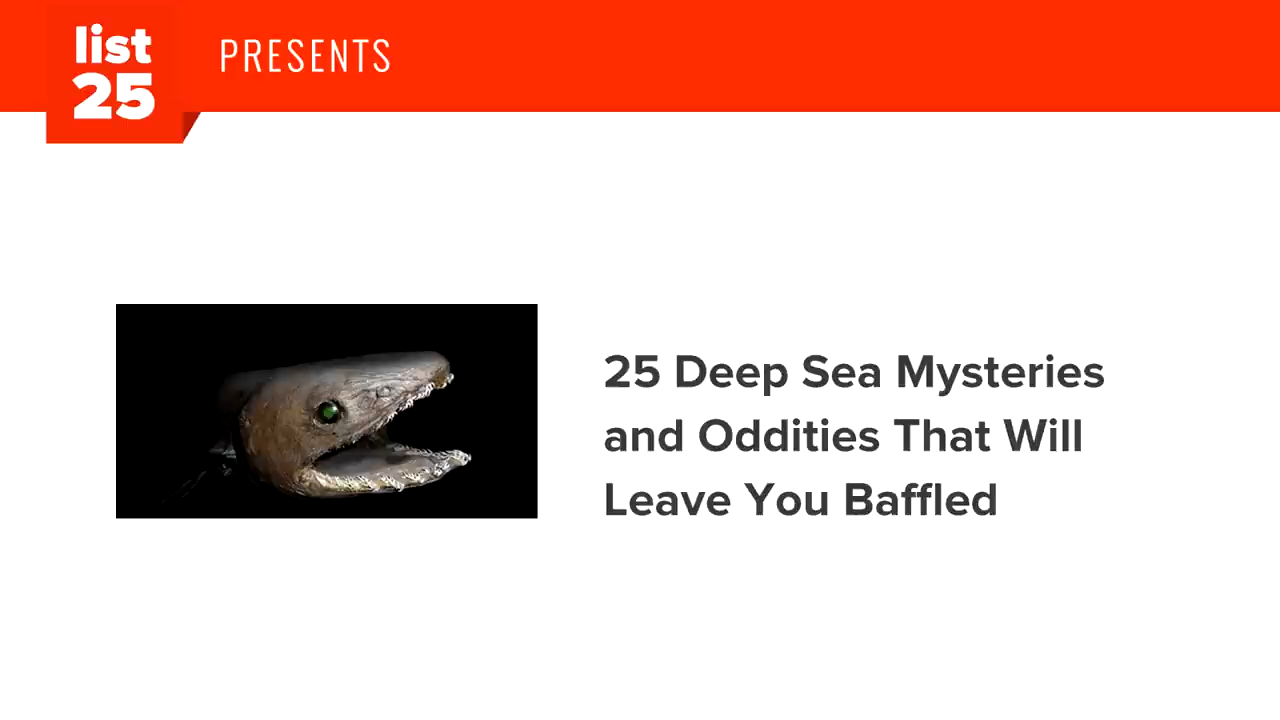 list
25
PRESENTS
25 Deep Sea Mysteries
and Oddities That Will
Leave You Baffled